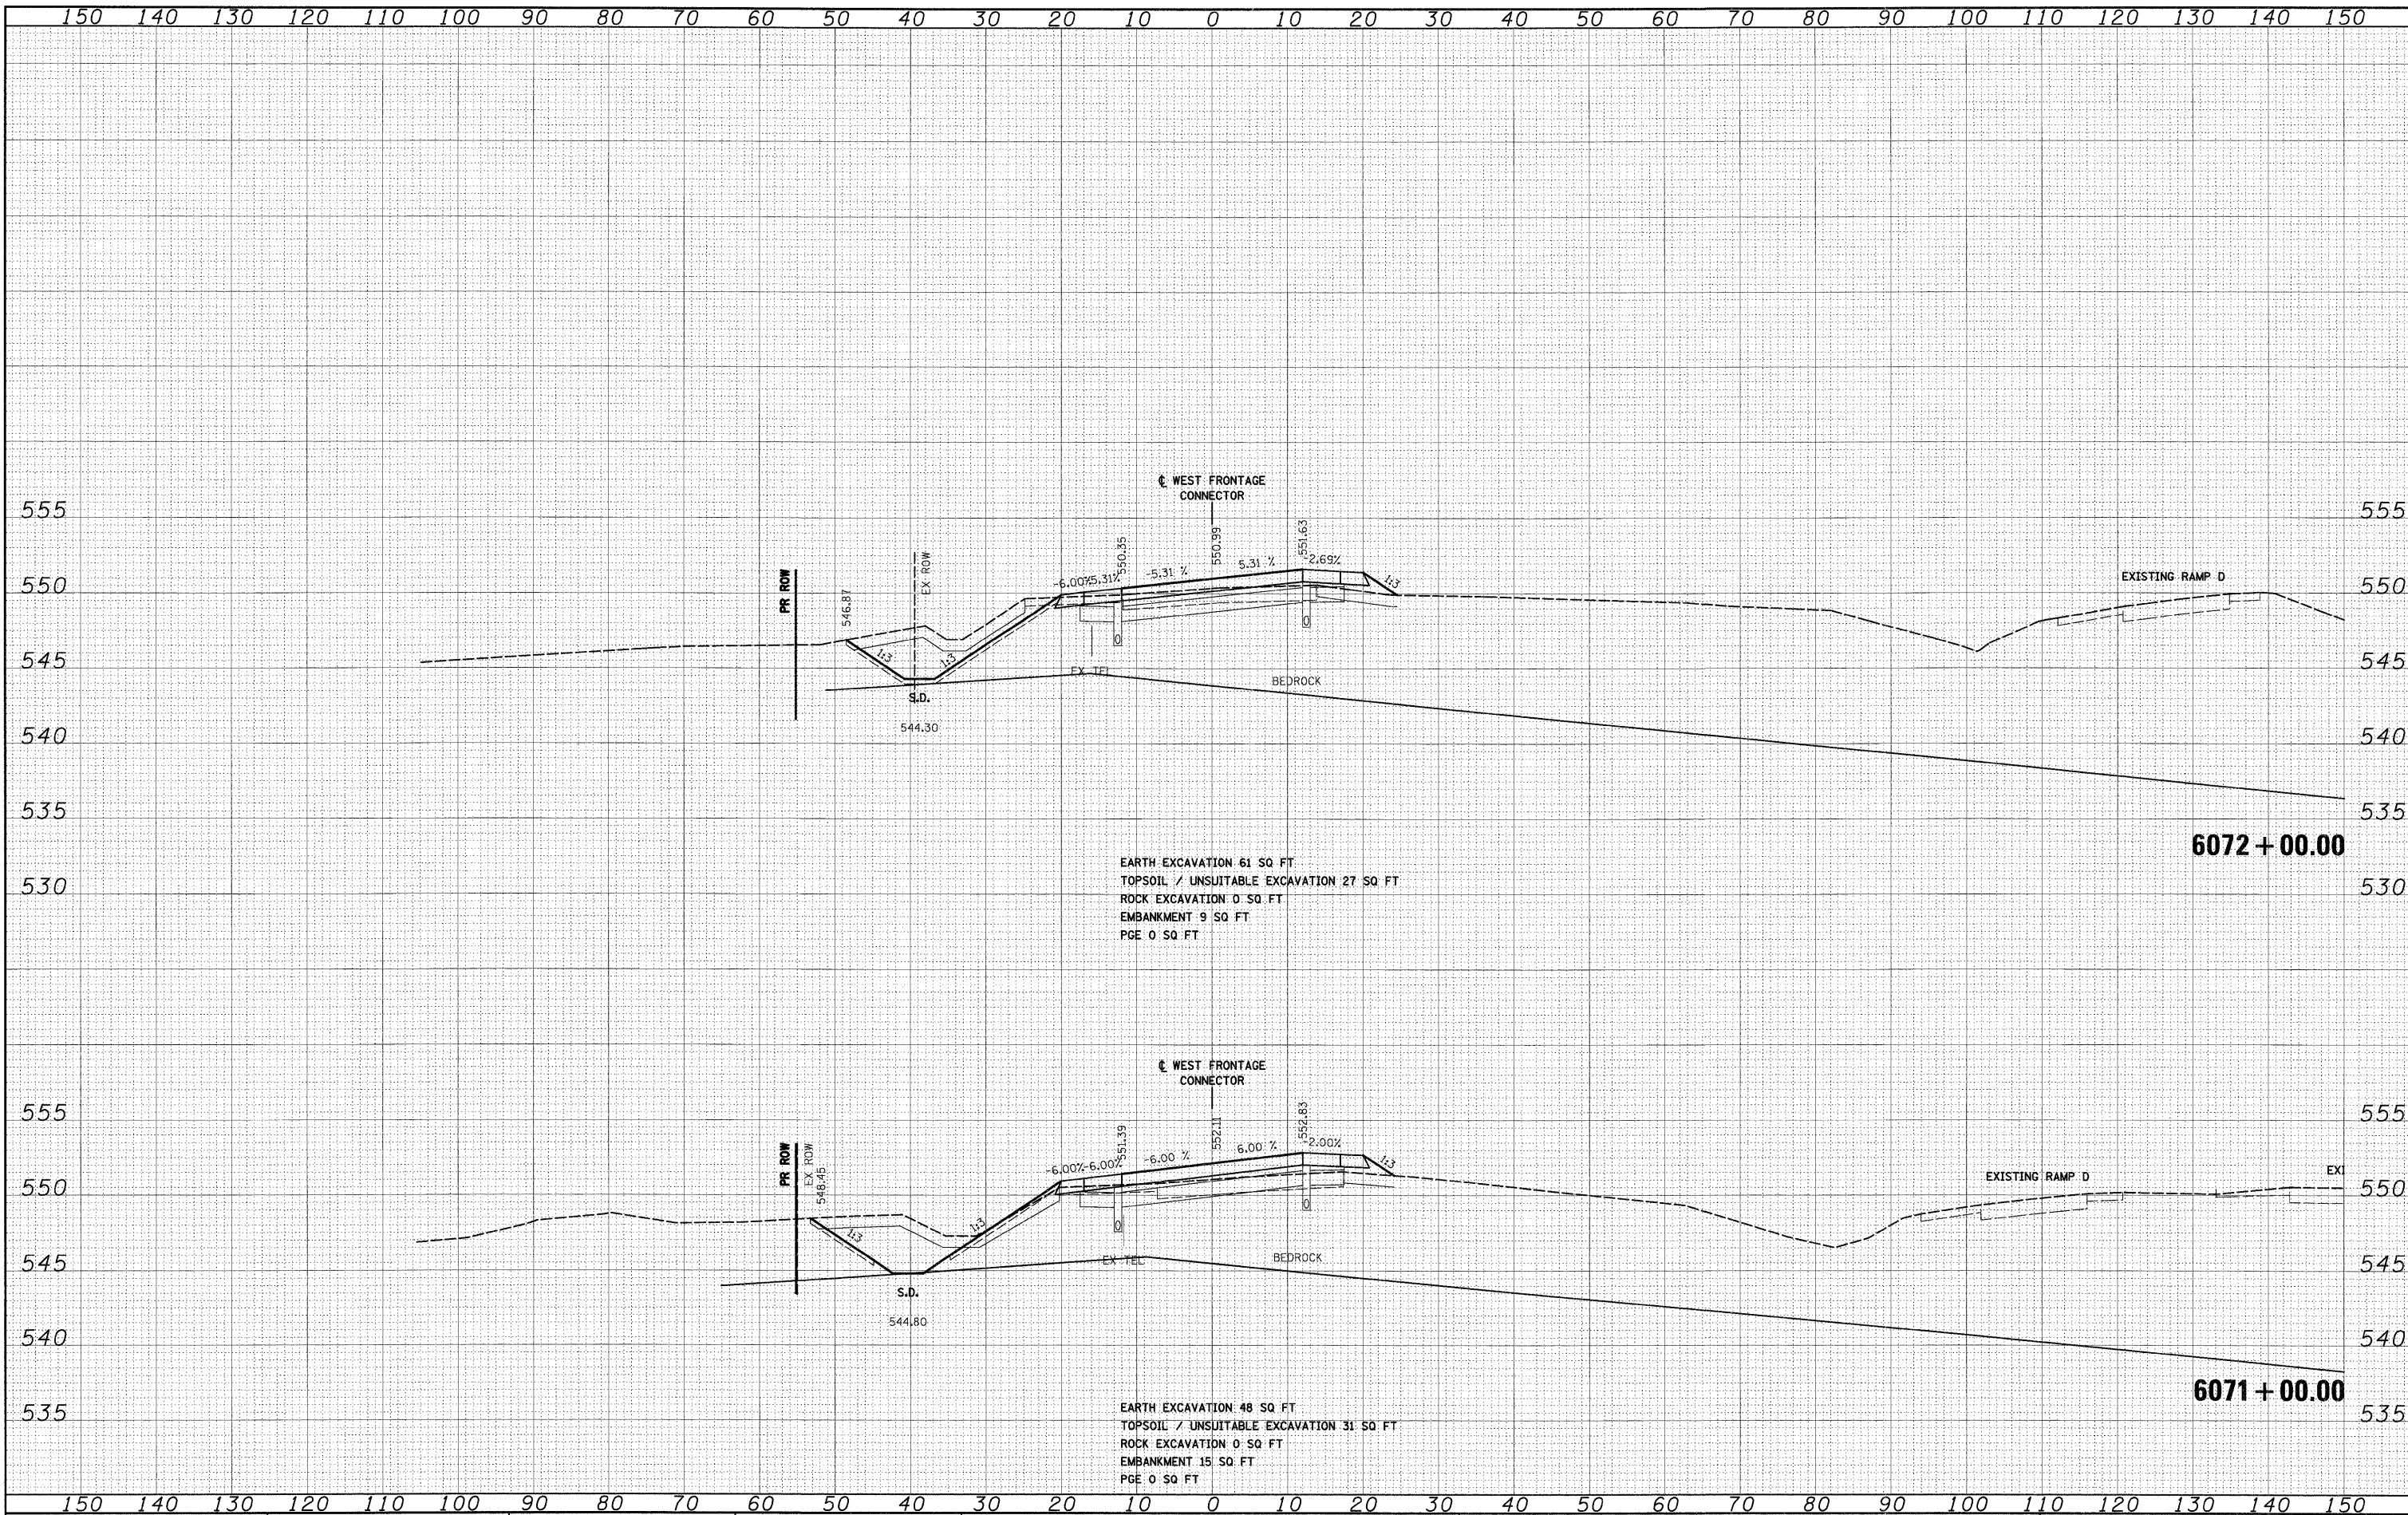 150 140 130 120 110 100 90 80 70 60 50 40 30 20 10 0 10 20 30 40 50 60 70 80 90 100 110 120 130 140 150
℄ WEST FRONTAGE
CONNECTOR
555 555
550.35 550.99 551.63
-6.00% 5.31% -5.31 % 5.31 % -2.69%
PR ROW
EX ROW
546.87
1:3
EXISTING RAMP D
550 550
1:3 1:3
545 545
EX TEL
BEDROCK
S.D.
544.30
540 540
535 535
6072+00.00
530 530
EARTH EXCAVATION 61 SQ FT
TOPSOIL / UNSUITABLE EXCAVATION 27 SQ FT
ROCK EXCAVATION 0 SQ FT
EMBANKMENT 9 SQ FT
PGE 0 SQ FT
℄ WEST FRONTAGE
CONNECTOR
555 555
551.39 552.11 552.83
-6.00% -6.00% -6.00 % 6.00 % -2.00%
PR ROW
EX ROW
548.45
1:3
EXISTING RAMP D
EXI
550 550
1:3 1:3
545 545
EX TEL
BEDROCK
S.D.
544.80
540 540
6071+00.00
535 535
EARTH EXCAVATION 48 SQ FT
TOPSOIL / UNSUITABLE EXCAVATION 31 SQ FT
ROCK EXCAVATION 0 SQ FT
EMBANKMENT 15 SQ FT
PGE 0 SQ FT
150 140 130 120 110 100 90 80 70 60 50 40 30 20 10 0 10 20 30 40 50 60 70 80 90 100 110 120 130 140 150